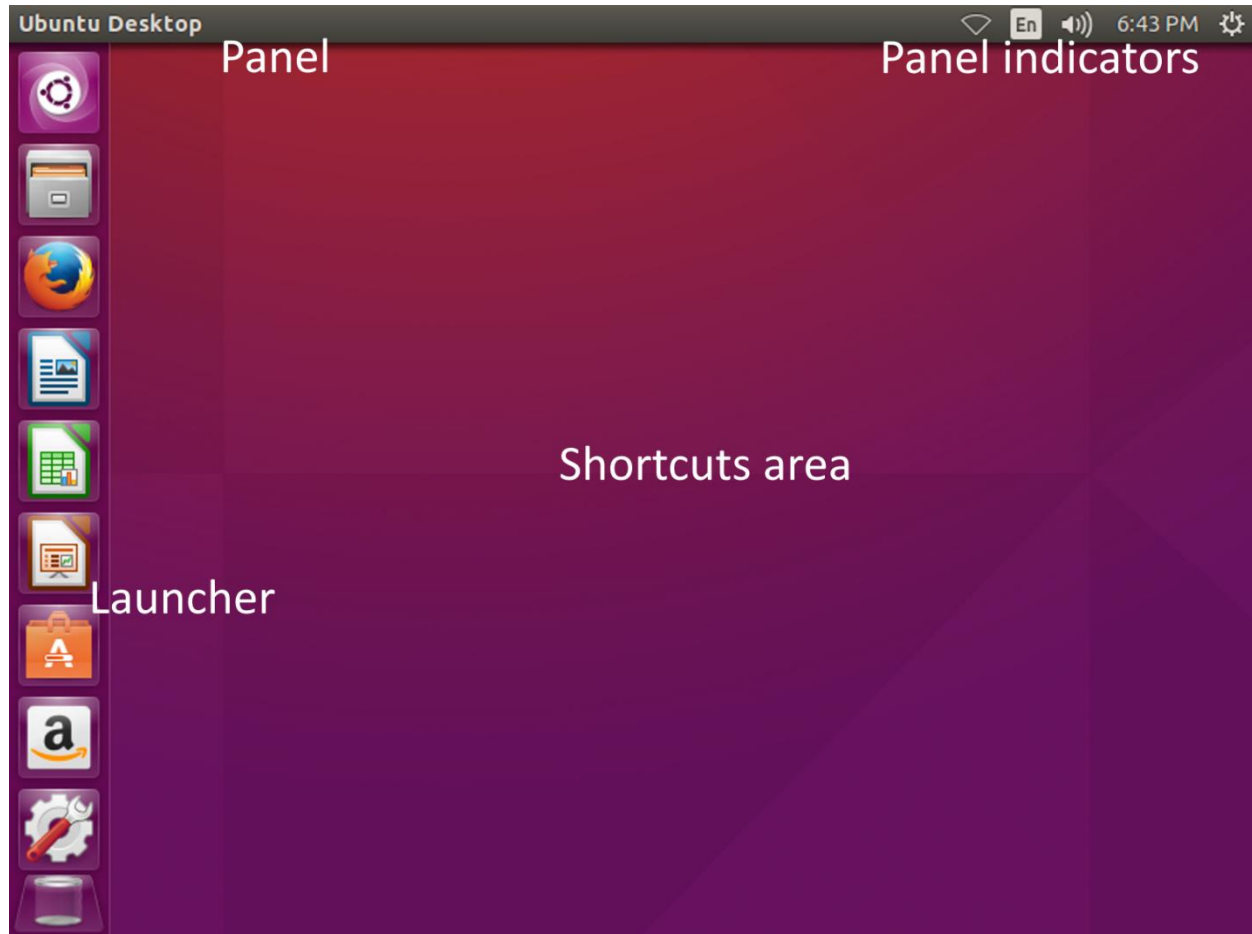 Ubuntu Desktop En 6:43 PM
Panel Panel indicators
Shortcuts area
Launcher
A
a